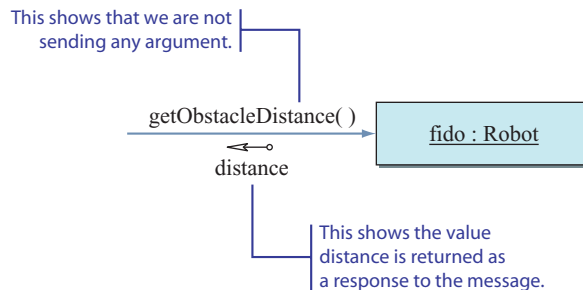 This shows that we are not
sending any argument.
getObstacleDistance( )
fido : Robot
distance
This shows the value
distance is returned as
a response to the message.